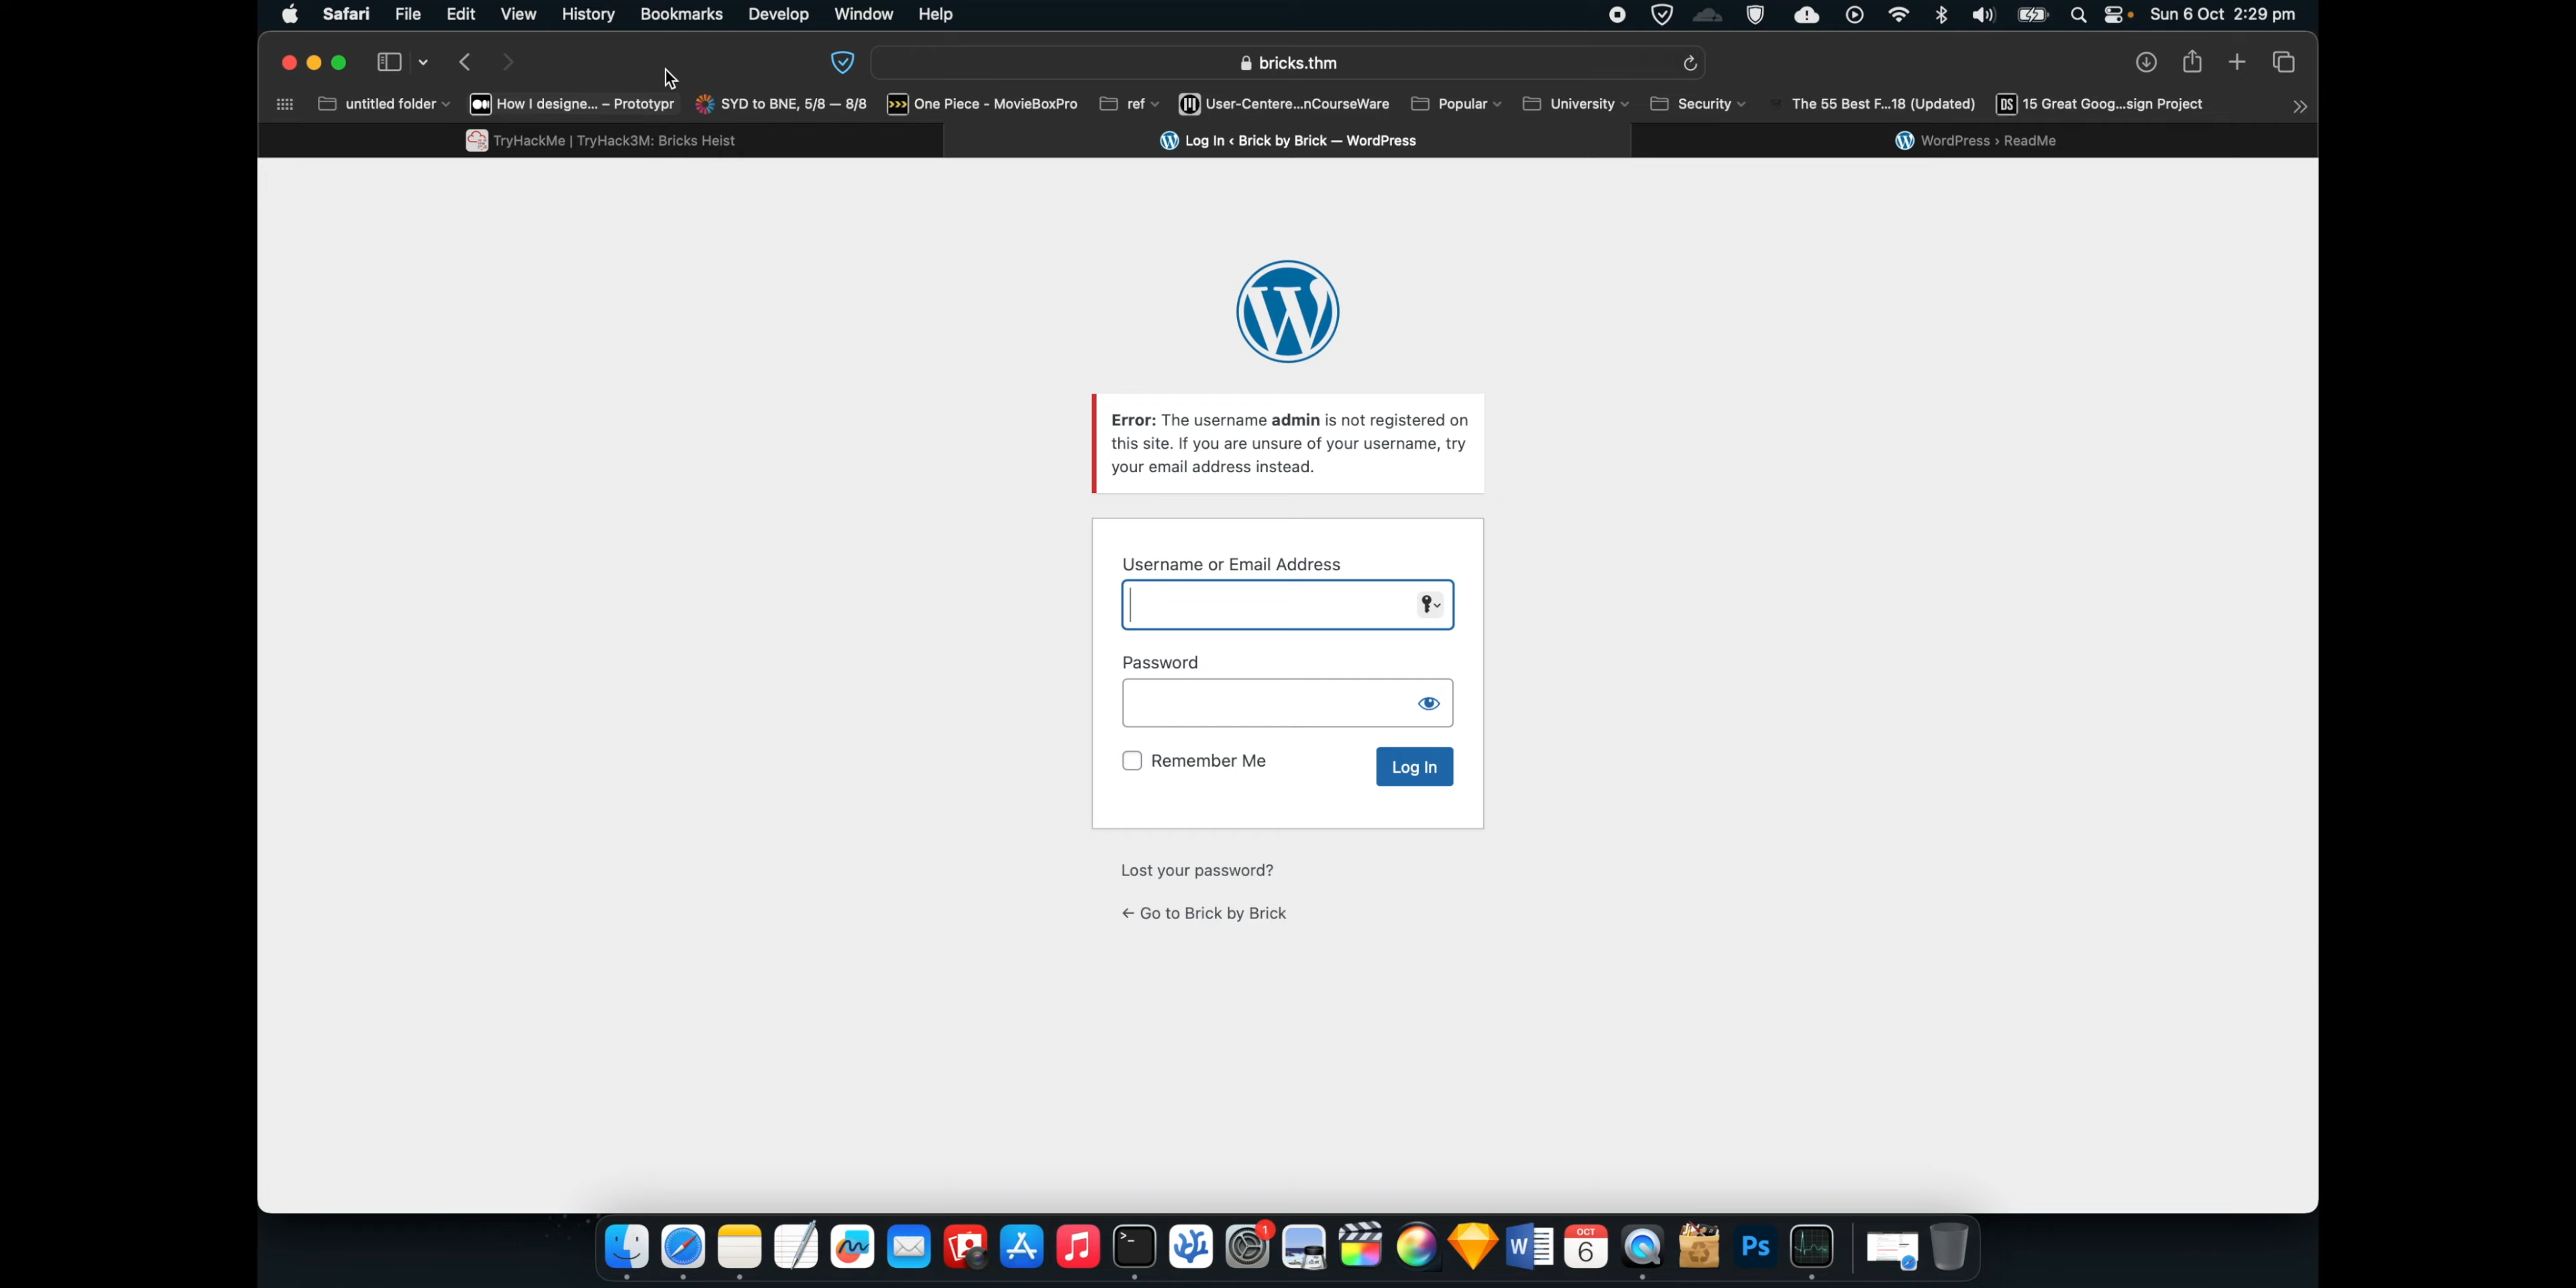 Safari File Edit View History Bookmarks Develop Window Help Sun 6 Oct 2:29 pm
bricks.thm
untitled folder How I designe... – Prototypr SYD to BNE, 5/8 — 8/8 One Piece - MovieBoxPro ref User-Centere...nCourseWare Popular University Security The 55 Best F...18 (Updated) DS 15 Great Goog...sign Project
TryHackMe | TryHack3M: Bricks Heist Log In ‹ Brick by Brick — WordPress WordPress › ReadMe
Error: The username admin is not registered on
this site. If you are unsure of your username, try
your email address instead.
Username or Email Address
Password
Remember Me
Log In
Lost your password?
← Go to Brick by Brick
1
OCT
6
W
Ps